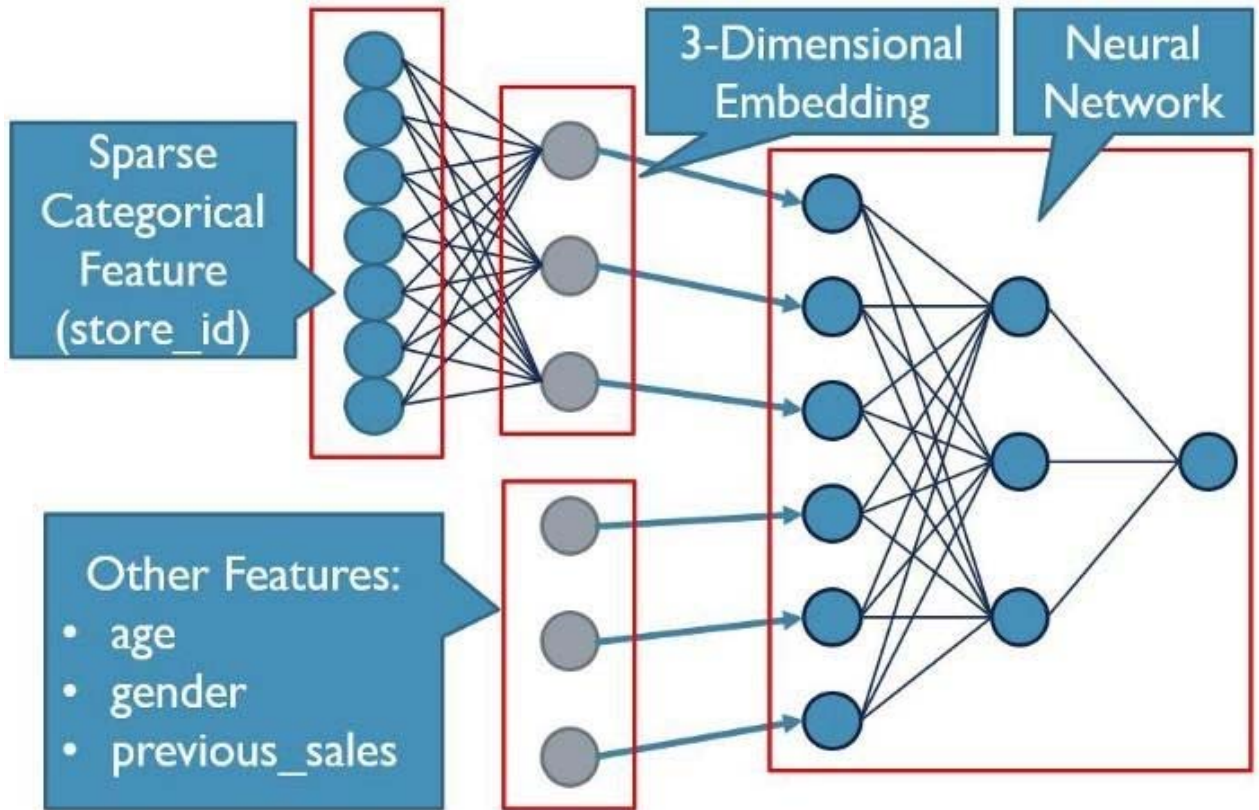 3-Dimensional
Embedding
Neural
Network
Sparse
Categorical
Feature
(store_id)
Other Features:
• age
• gender
• previous_sales